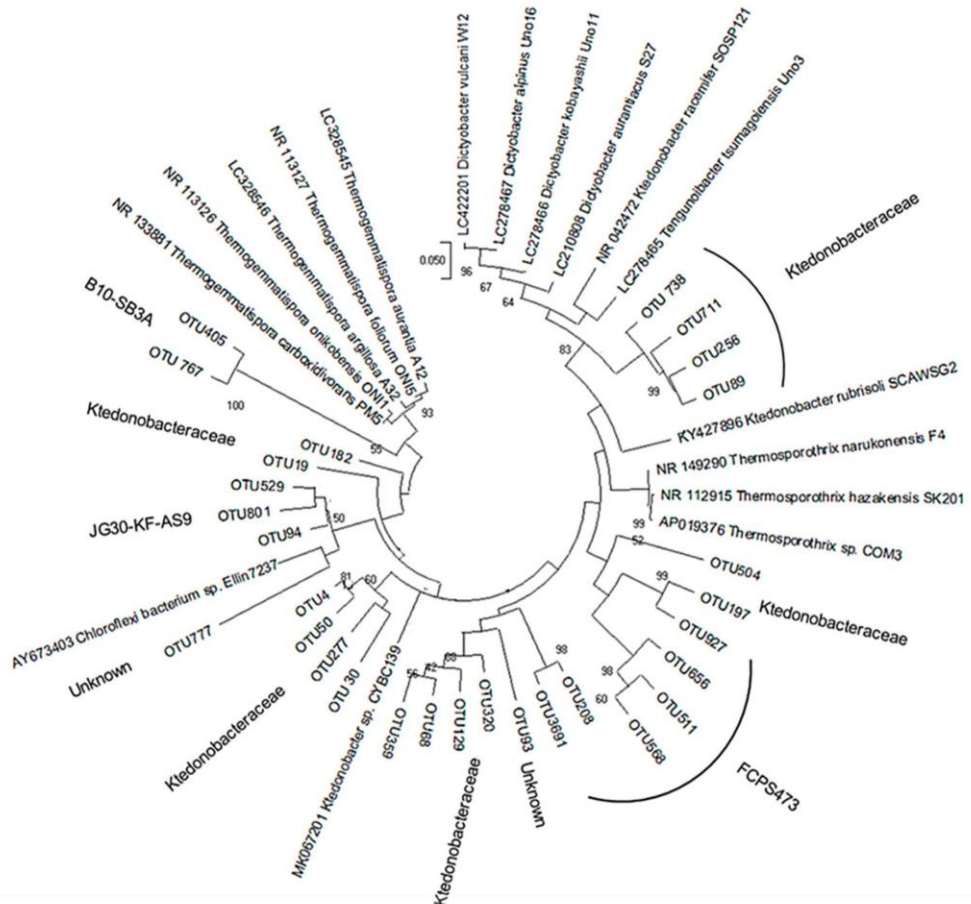 LC422201 Dictyobacter vulcani W12
LC278467 Dictyobacter alpinus Uno16
LC278466 Dictyobacter kobayashii Uno11
LC210808 Dictyobacter aurantiacus S27
NR 042472 Ktedonobacter racemifer SOSP121
LC278465 Tengunoibacter tsumagoiensis Uno3
OTU 738
OTU711
OTU256
OTU89
Ktedonobacteraceae
KY427896 Ktedonobacter rubrisoli SCAWSG2
NR 149290 Thermosporothrix narukonensis F4
NR 112915 Thermosporothrix hazakensis SK201
AP019376 Thermosporothrix sp. COM3
OTU504
OTU197
OTU927
Ktedonobacteraceae
OTU656
OTU511
OTU568
FCPS473
OTU208
OTU3691
OTU93
Unknown
OTU320
OTU129
OTU68
OTU359
Ktedonobacteraceae
MK067201 Ktedonobacter sp. CYBC139
OTU 30
OTU277
OTU50
OTU4
Ktedonobacteraceae
OTU777
Unknown
AY673403 Chloroflexi bacterium sp. Ellin7237
OTU94
OTU801
OTU529
JG30-KF-AS9
OTU19
OTU182
Ktedonobacteraceae
OTU 767
OTU405
B10-SB3A
NR 133881 Thermogemmatispora carboxidivorans PM5
NR 113126 Thermogemmatispora onikobensis ONI1
LC328546 Thermogemmatispora argillosa A32
NR 113127 Thermogemmatispora foliorum ONI5
LC328545 Thermogemmatispora aurantia A12
0.050
96
67
64
83
99
99
52
99
98
60
98
88
42
56
60
81
50
55
100
93